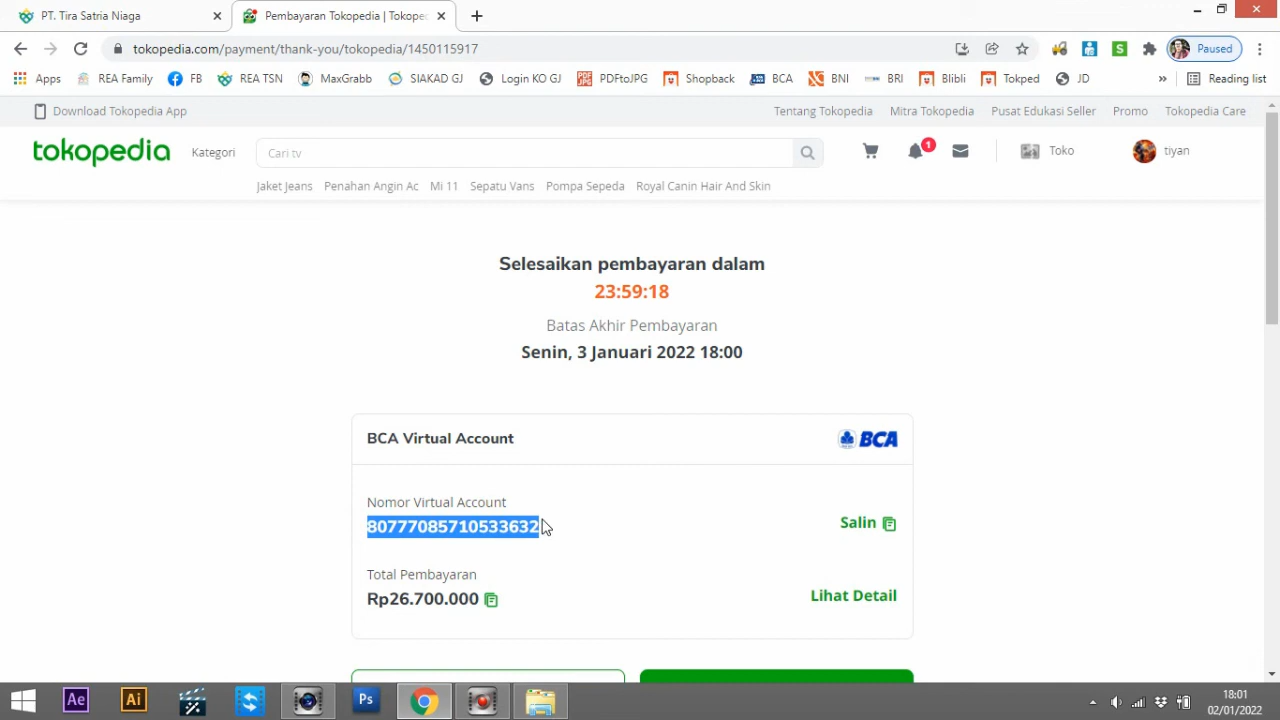 PT. Tira Satria Niaga
Pembayaran Tokopedia | Tokoped
tokopedia.com/payment/thank-you/tokopedia/1450115917
Paused
Apps
REA Family
FB
REA TSN
MaxGrabb
SIAKAD GJ
Login KO GJ
PDFtoJPG
Shopback
BCA
BNI
BRI
Blibli
Tokped
JD
»
Reading list
Download Tokopedia App
Tentang Tokopedia
Mitra Tokopedia
Pusat Edukasi Seller
Promo
Tokopedia Care
tokopedia
Kategori
Cari tv
1
Toko
tiyan
Jaket Jeans
Penahan Angin Ac
Mi 11
Sepatu Vans
Pompa Sepeda
Royal Canin Hair And Skin
Selesaikan pembayaran dalam
23:59:18
Batas Akhir Pembayaran
Senin, 3 Januari 2022 18:00
BCA Virtual Account
BCA
Nomor Virtual Account
80777085710533632
Salin
Total Pembayaran
Rp26.700.000
Lihat Detail
Ae
Ai
Ps
18:01
02/01/2022